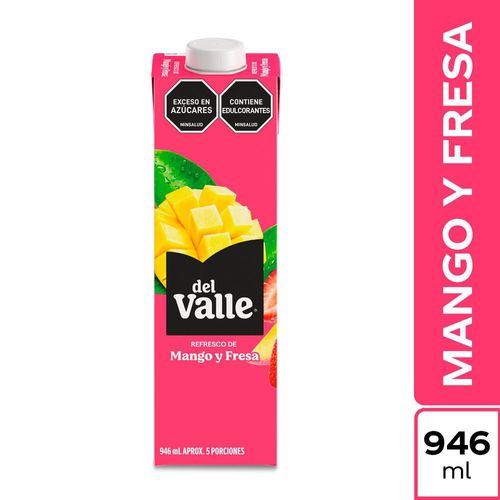 EXCESO EN
AZÚCARES
MINSALUD
CONTIENE
EDULCORANTES
MINSALUD
del
Valle
REFRESCO DE
Mango y Fresa
946 mL APROX. 5 PORCIONES
MANGO Y FRESA
946
ml